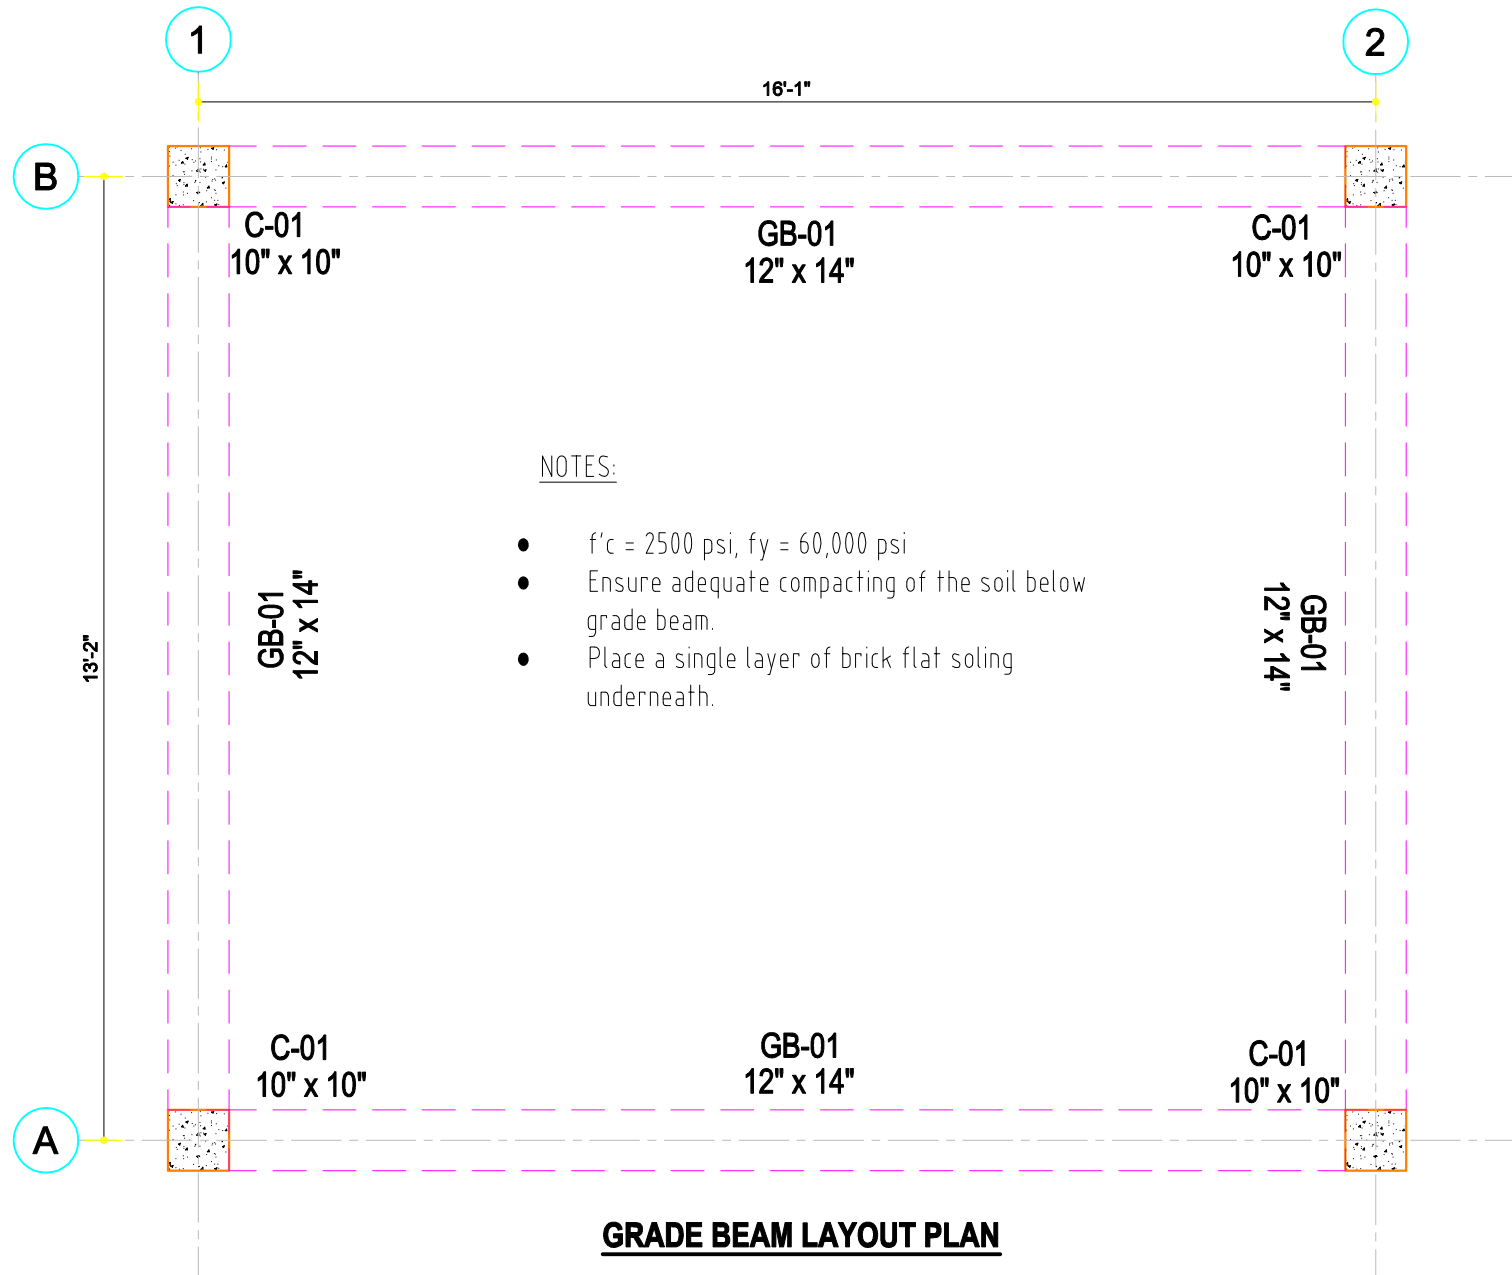 1
2
16'-1"
B
C-01
10" x 10"
GB-01
12" x 14"
C-01
10" x 10"
NOTES:
● f'c = 2500 psi, fy = 60,000 psi
● Ensure adequate compacting of the soil below
grade beam.
● Place a single layer of brick flat soling
underneath.
13'-2"
GB-01
12" x 14"
GB-01
12" x 14"
C-01
10" x 10"
GB-01
12" x 14"
C-01
10" x 10"
A
GRADE BEAM LAYOUT PLAN